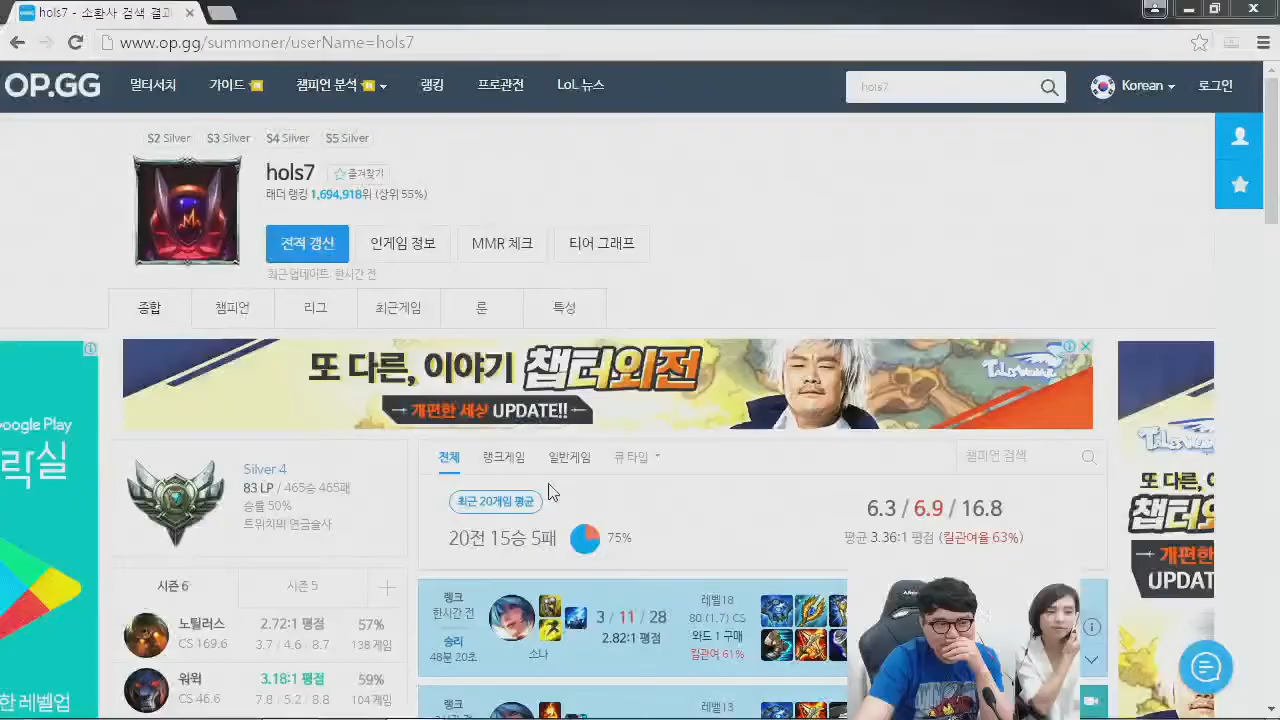 hols7 - 소환사 검색 결과
www.op.gg/summoner/userName=hols7
OP.GG
멀티서치
가이드
챔피언 분석
랭킹
프로관전
LoL 뉴스
hols7
Korean
로그인
S2 Silver
S3 Silver
S4 Silver
S5 Silver
hols7
즐겨찾기
래더 랭킹 1,694,918위 (상위 55%)
전적 갱신
인게임 정보
MMR 체크
티어 그래프
최근 업데이트: 한시간 전
종합
챔피언
리그
최근게임
룬
특성
또 다른, 이야기 챕터외전
개편한 세상 UPDATE!!
TALESWEAVER
oogle Play
락실
한 레벨업
Silver 4
83 LP / 465승 465패
승률 50%
트위치의 연금술사
시즌 6
시즌 5
노틸러스
CS 169.6
2.72:1 평점
3.7 / 4.6 / 8.7
57%
138 게임
워윅
CS 46.6
3.18:1 평점
7.8 / 5.2 / 8.8
59%
104 게임
전체
랭크게임
일반게임
큐 타입
챔피언 검색
최근 20게임 평균
20전 15승 5패
75%
6.3 / 6.9 / 16.8
평균 3.36:1 평점 (킬관여율 63%)
랭크
한시간 전
승리
48분 20초
소나
3 / 11 / 28
2.82:1 평점
레벨18
80 (1.7) CS
와드 1 구매
킬관여 61%
랭크
레벨13
또 다른, 
챕터
개편한
UPDAT